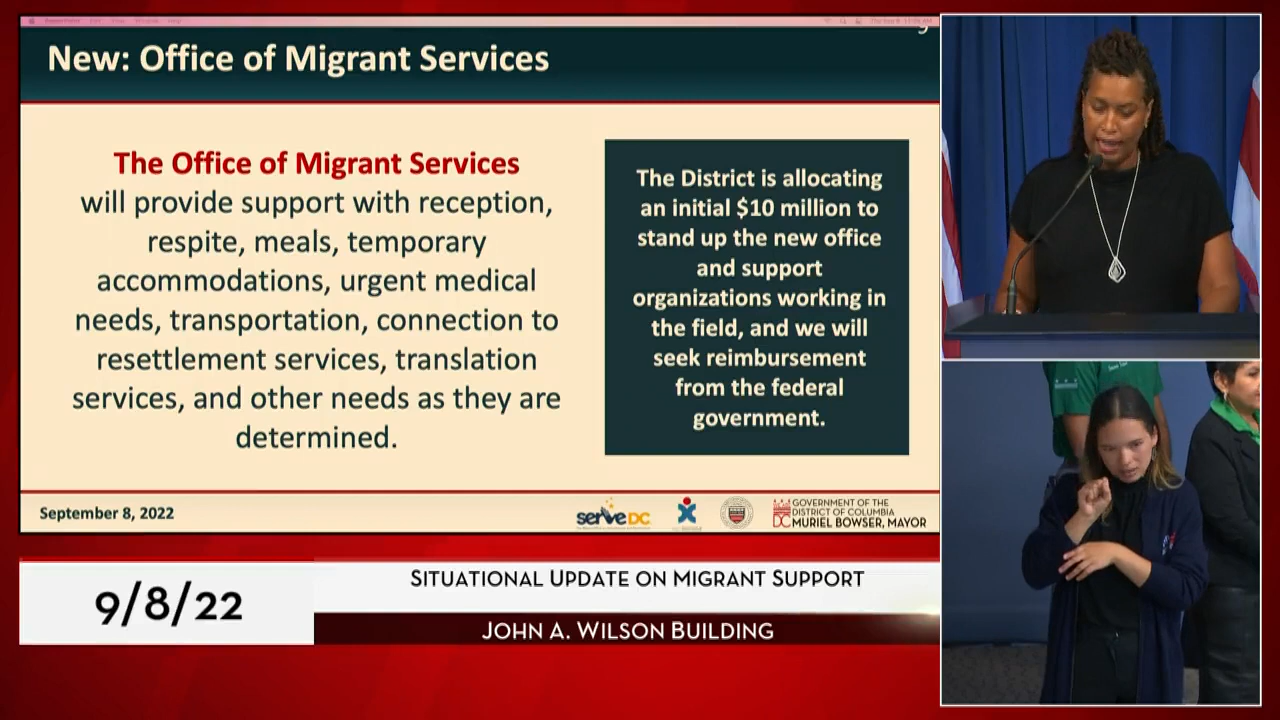 New: Office of Migrant Services
The Office of Migrant Services
will provide support with reception,
respite, meals, temporary
accommodations, urgent medical
needs, transportation, connection to
resettlement services, translation
services, and other needs as they are
determined.
The District is allocating
an initial $10 million to
stand up the new office
and support
organizations working in
the field, and we will
seek reimbursement
from the federal
government.
September 8, 2022
serveDC
GOVERNMENT OF THE
DISTRICT OF COLUMBIA
DC MURIEL BOWSER, MAYOR
9/8/22
SITUATIONAL UPDATE ON MIGRANT SUPPORT
JOHN A. WILSON BUILDING